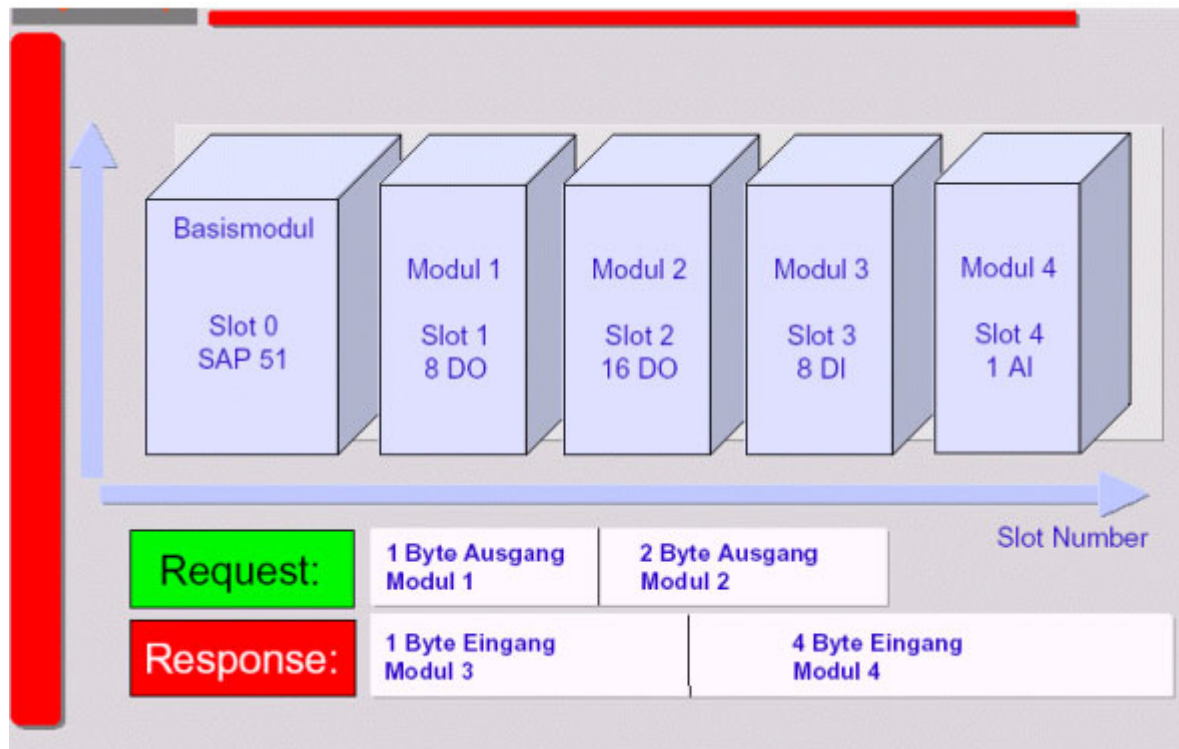 Basismodul
Slot 0
SAP 51
Modul 1
Slot 1
8 DO
Modul 2
Slot 2
16 DO
Modul 3
Slot 3
8 DI
Modul 4
Slot 4
1 AI
Slot Number
Request:
1 Byte Ausgang
Modul 1
2 Byte Ausgang
Modul 2
Response:
1 Byte Eingang
Modul 3
4 Byte Eingang
Modul 4